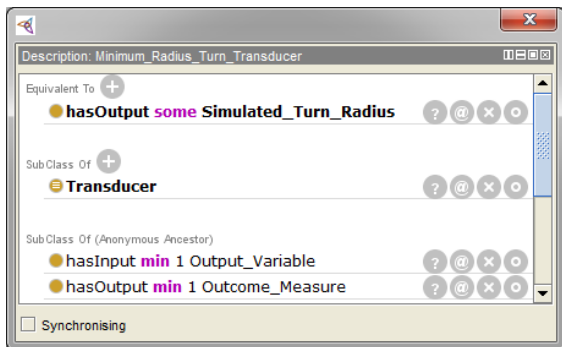 Description: Minimum_Radius_Turn_Transducer
Equivalent To
hasOutput some Simulated_Turn_Radius
SubClass Of
Transducer
SubClass Of (Anonymous Ancestor)
hasInput min 1 Output_Variable
hasOutput min 1 Outcome_Measure
Synchronising